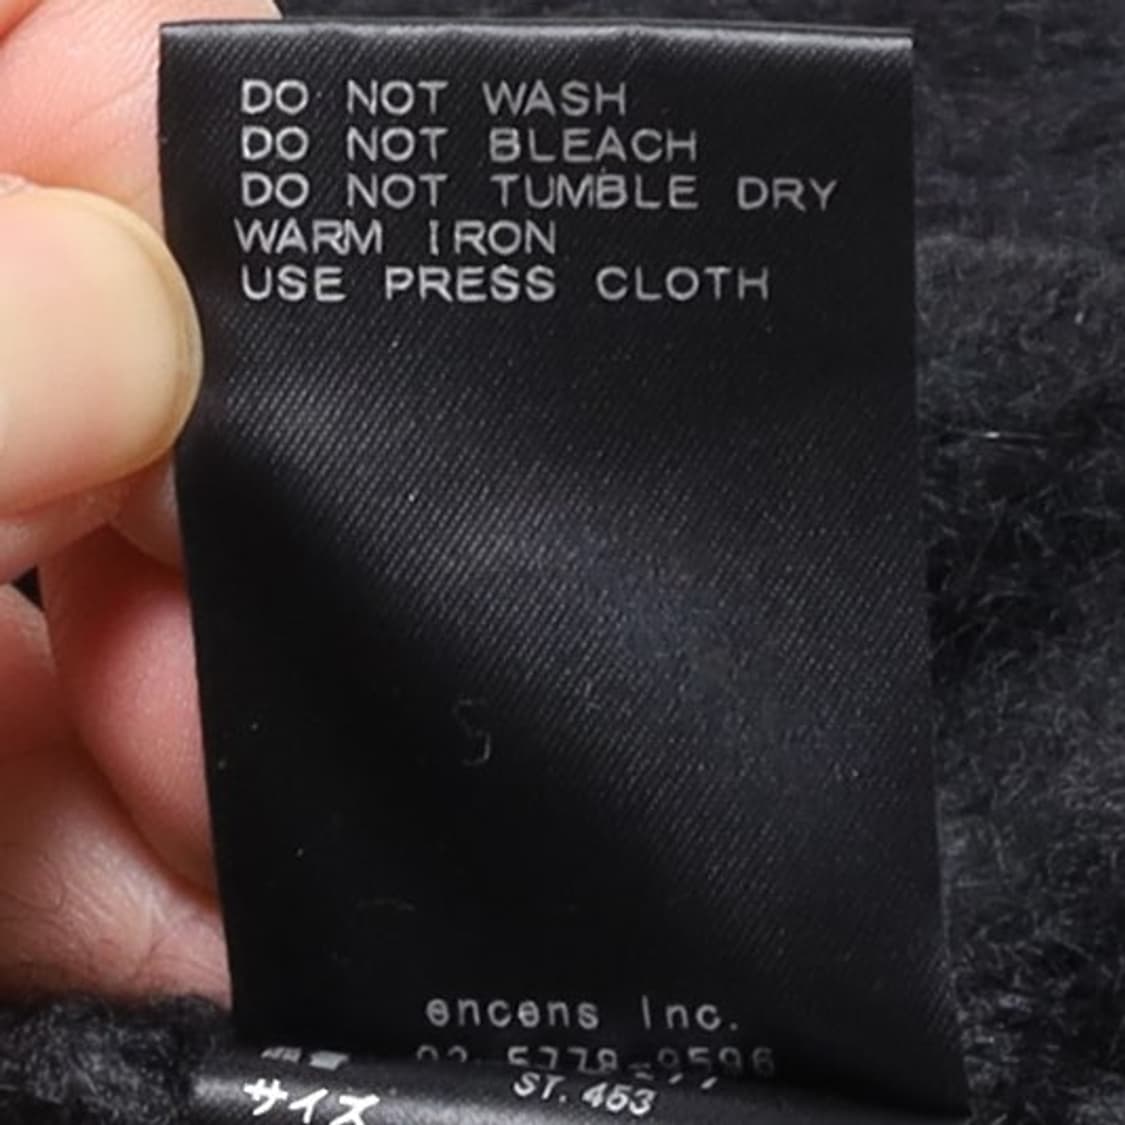 DO NOT WASH
DO NOT BLEACH
DO NOT TUMBLE DRY
WARM IRON
USE PRESS CLOTH
encens Inc.
ST. 453
サイズ